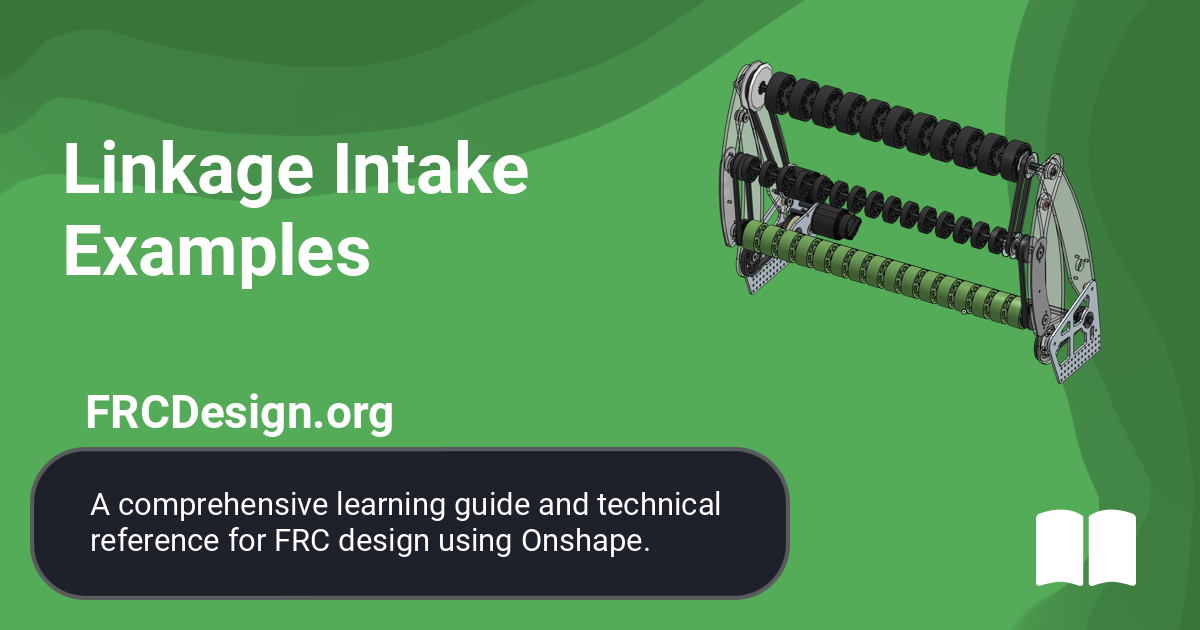 Linkage Intake
Examples
FRCDesign.org
A comprehensive learning guide and technical
reference for FRC design using Onshape.